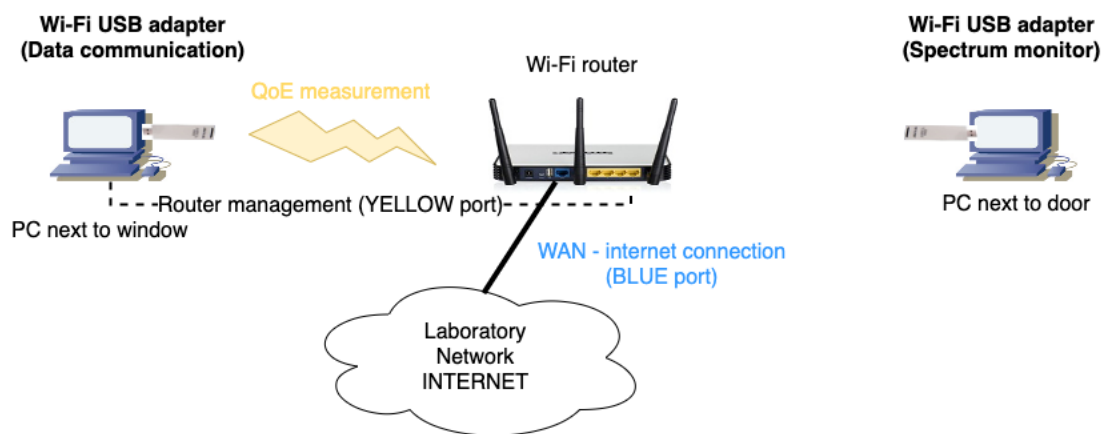 Wi-Fi USB adapter
(Data communication)
Wi-Fi USB adapter
(Spectrum monitor)
Wi-Fi router
QoE measurement
Router management (YELLOW port)
PC next to window
PC next to door
WAN - internet connection
(BLUE port)
Laboratory
Network
INTERNET